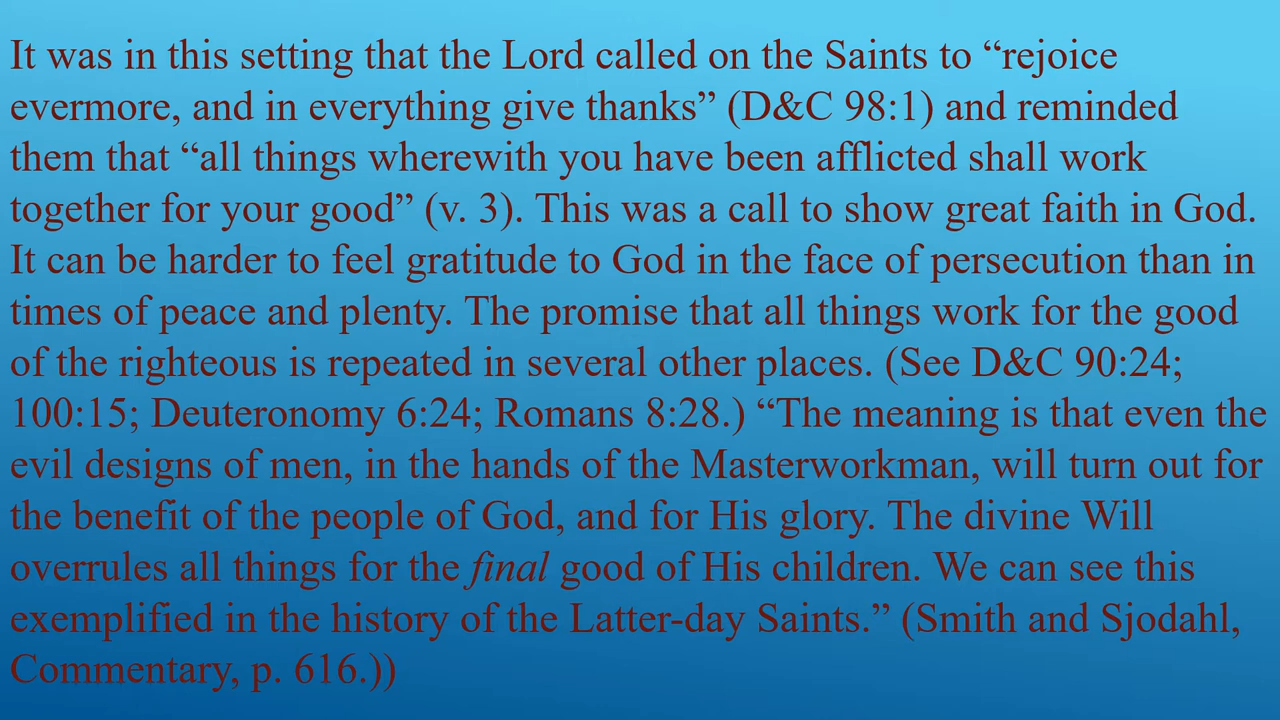 It was in this setting that the Lord called on the Saints to “rejoice
evermore, and in everything give thanks” (D&C 98:1) and reminded
them that “all things wherewith you have been afflicted shall work
together for your good” (v. 3). This was a call to show great faith in God.
It can be harder to feel gratitude to God in the face of persecution than in
times of peace and plenty. The promise that all things work for the good
of the righteous is repeated in several other places. (See D&C 90:24;
100:15; Deuteronomy 6:24; Romans 8:28.) “The meaning is that even the
evil designs of men, in the hands of the Masterworkman, will turn out for
the benefit of the people of God, and for His glory. The divine Will
overrules all things for the final good of His children. We can see this
exemplified in the history of the Latter-day Saints.” (Smith and Sjodahl,
Commentary, p. 616.))